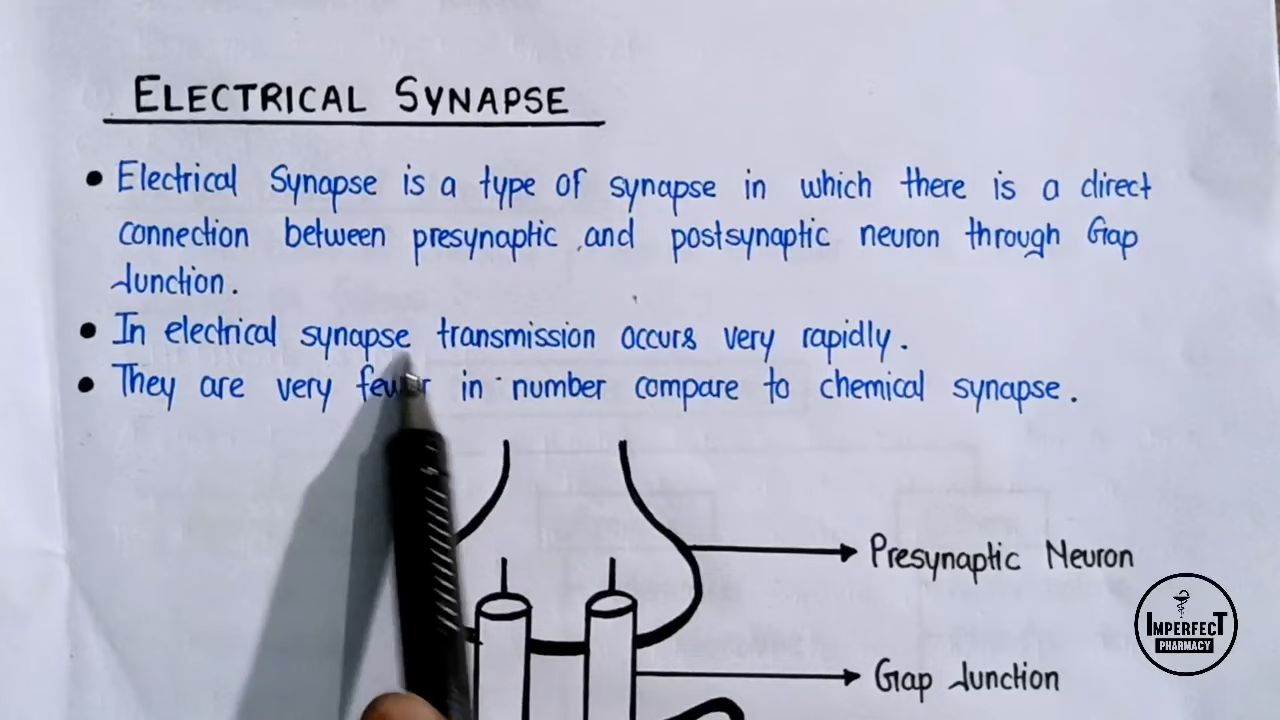 ELECTRICAL SYNAPSE
• Electrical Synapse is a type of synapse in which there is a direct
connection between presynaptic and postsynaptic neuron through Gap
Junction.
• In electrical synapse transmission occurs very rapidly.
• They are very fewer in number compare to chemical synapse.
Presynaptic Neuron
Gap Junction
IMPERFECT
PHARMACY